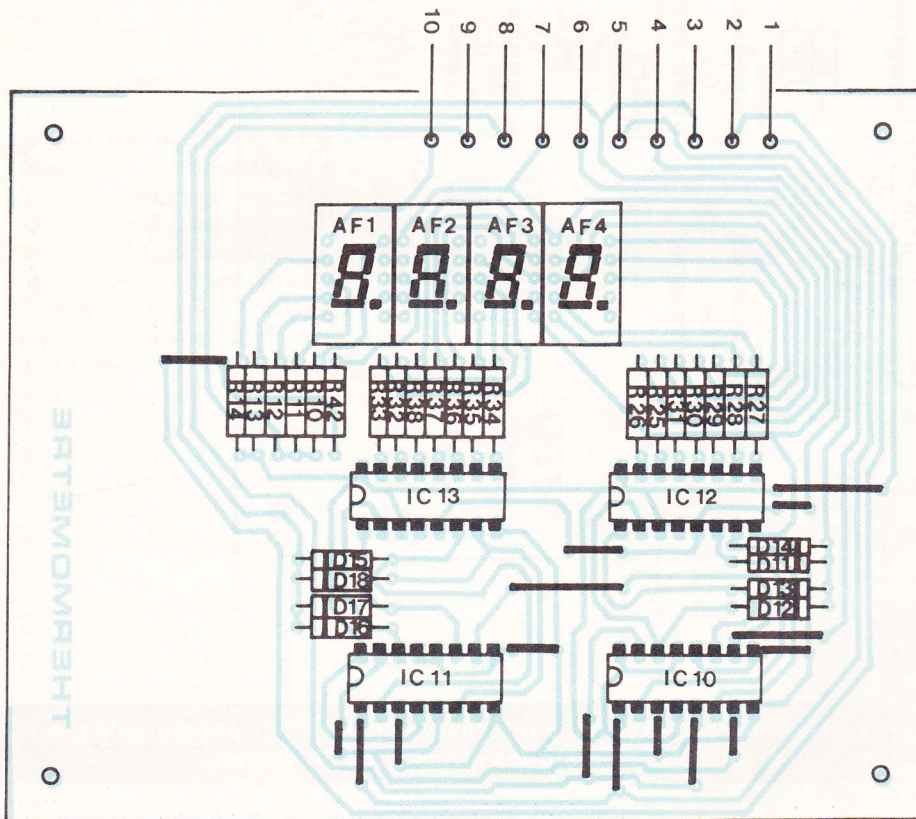 10 9 8 7 6 5 4 3 2 1
AF1 AF2 AF3 AF4
R14 R13 R12 R11 R10 R42
R33 R32 R38 R37 R36 R35 R34
R26 R25 R31 R30 R29 R28 R27
IC 13
IC 12
D15
D18
D17
D16
D14
D11
D13
D12
IC 11
IC 10
THERMOMETRE